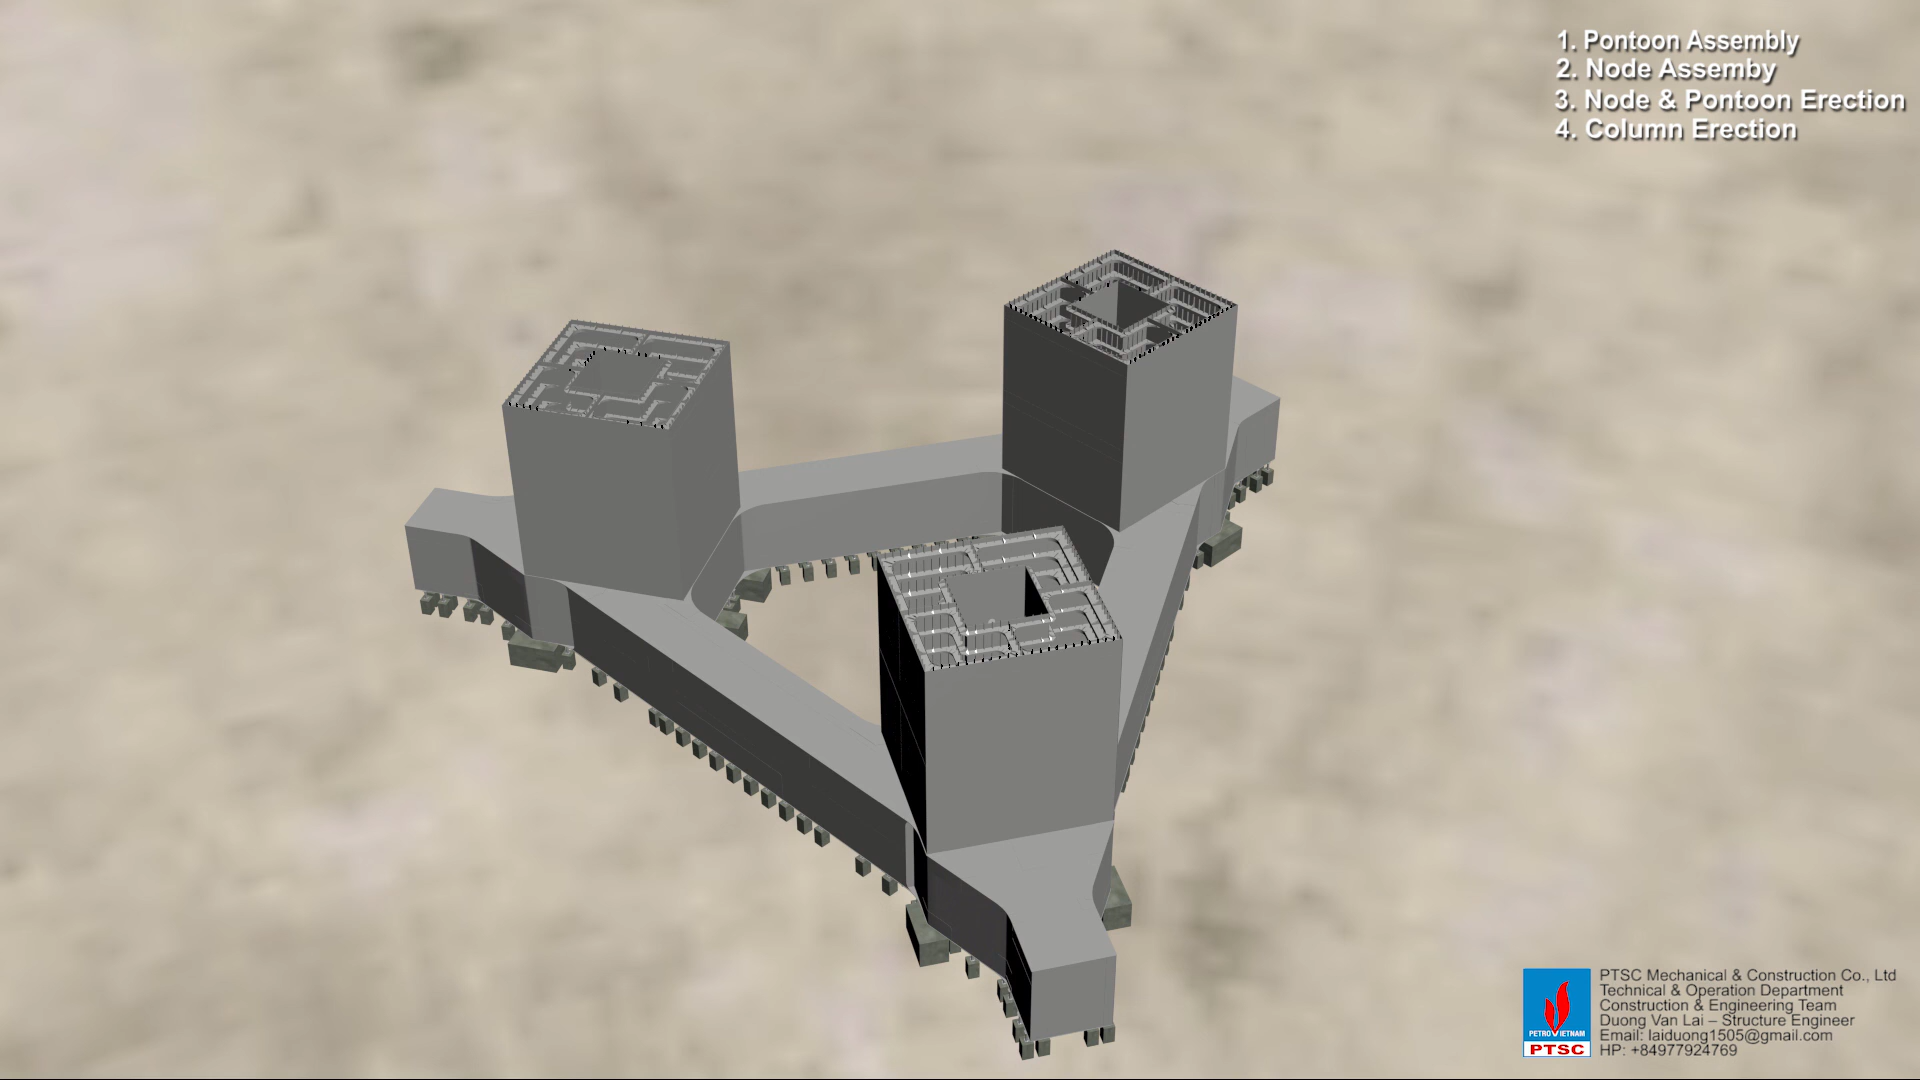 1. Pontoon Assembly
2. Node Assemby
3. Node & Pontoon Erection
4. Column Erection
PETROVIETNAM
PTSC
PTSC Mechanical & Construction Co., Ltd
Technical & Operation Department
Construction & Engineering Team
Duong Van Lai – Structure Engineer
Email: laiduong1505@gmail.com
HP: +84977924769